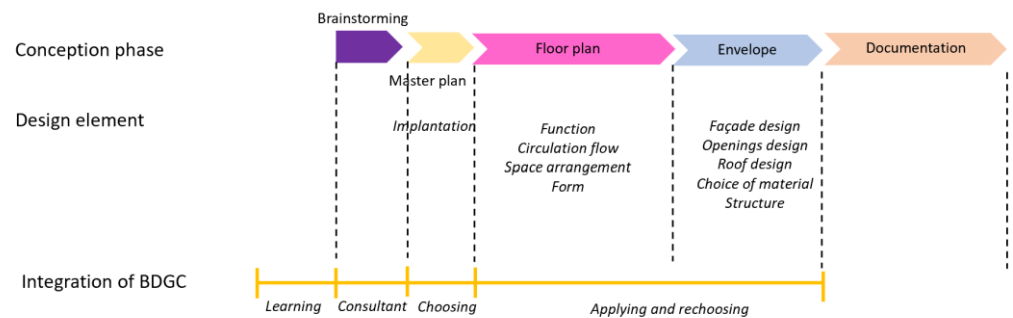 Brainstorming
Conception phase
Floor plan
Envelope
Documentation
Master plan
Design element
Implantation
Function
Circulation flow
Space arrangement
Form
Façade design
Openings design
Roof design
Choice of material
Structure
Integration of BDGC
Learning
Consultant
Choosing
Applying and rechoosing